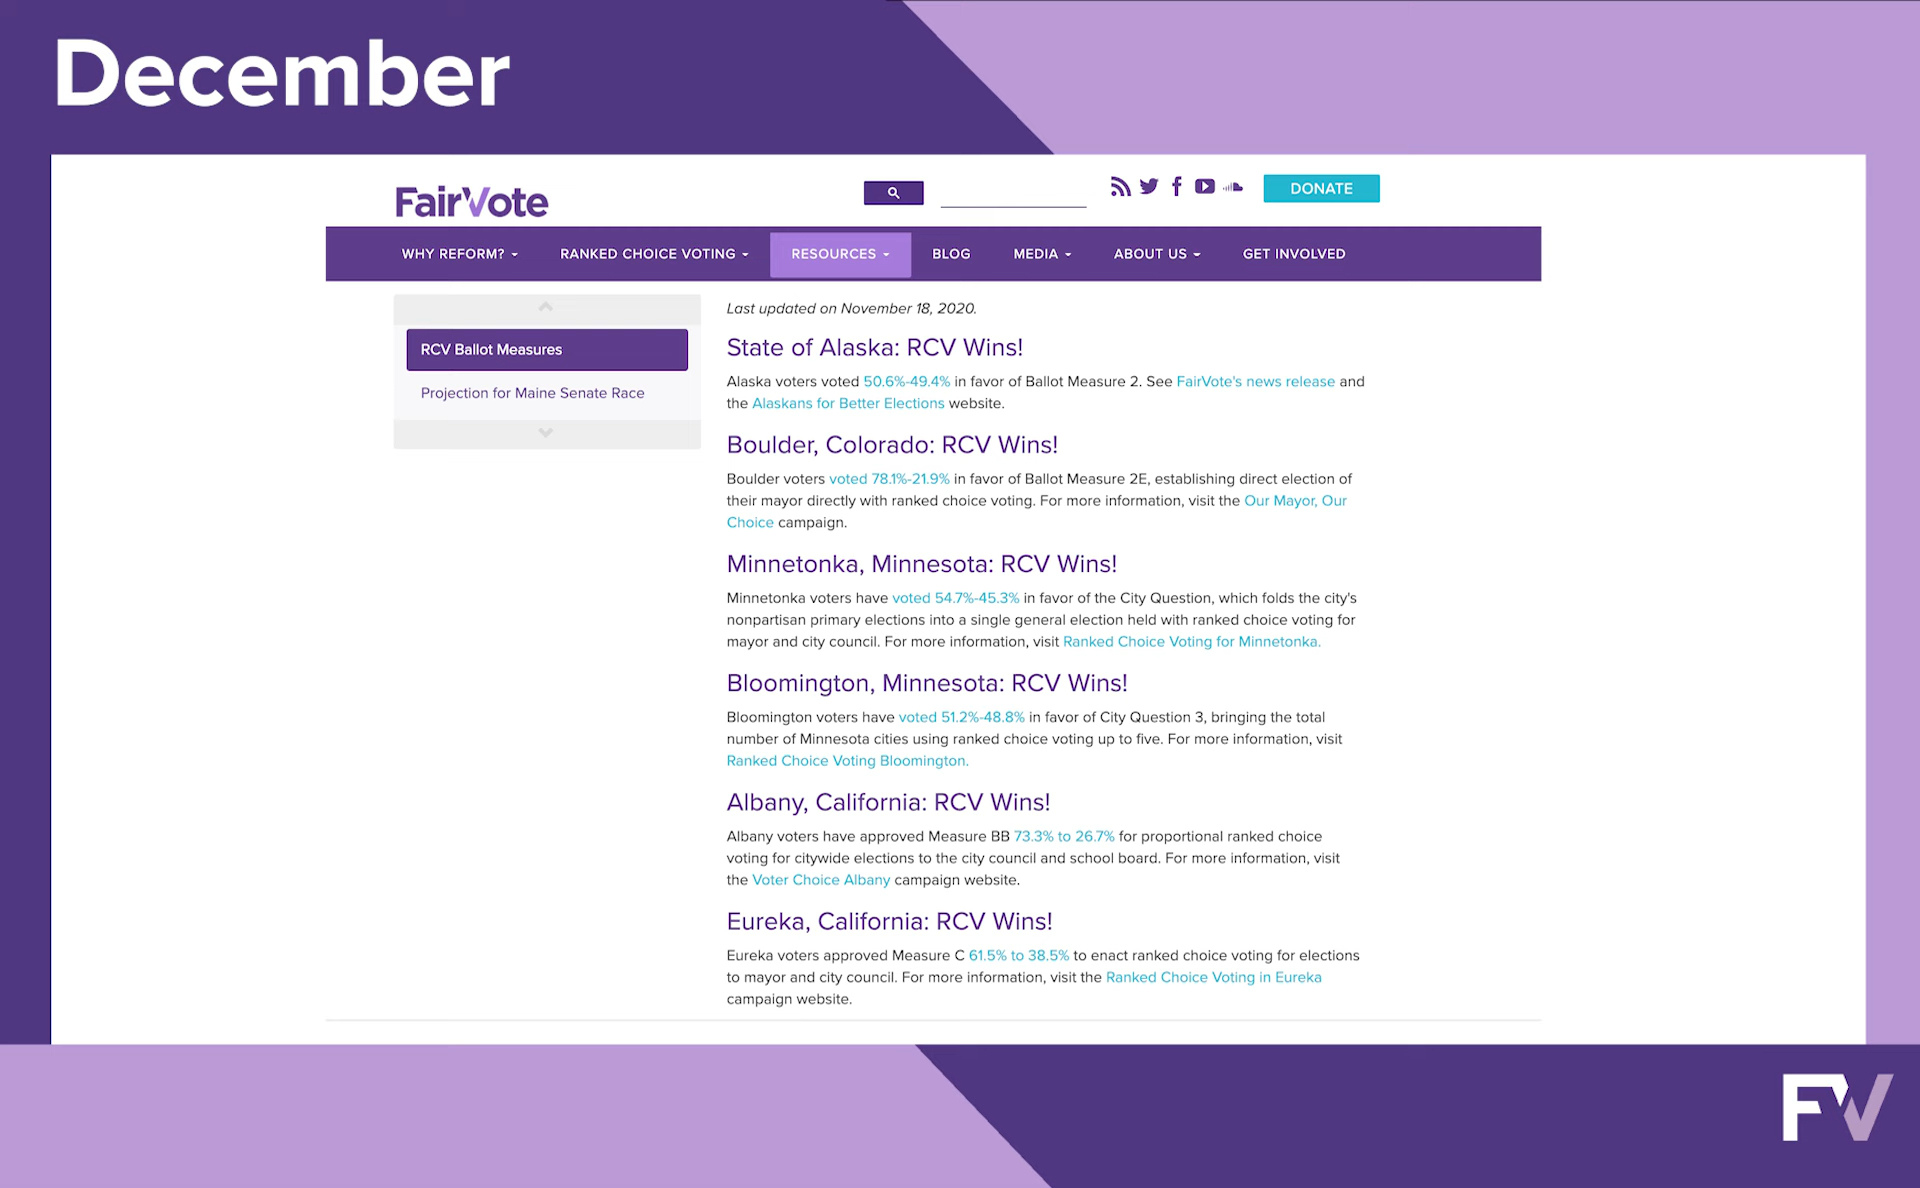 December
FairVote
DONATE
WHY REFORM? RANKED CHOICE VOTING RESOURCES BLOG MEDIA ABOUT US GET INVOLVED
RCV Ballot Measures
Projection for Maine Senate Race
Last updated on November 18, 2020.
State of Alaska: RCV Wins!
Alaska voters voted 50.6%-49.4% in favor of Ballot Measure 2. See FairVote's news release and
the Alaskans for Better Elections website.
Boulder, Colorado: RCV Wins!
Boulder voters voted 78.1%-21.9% in favor of Ballot Measure 2E, establishing direct election of
their mayor directly with ranked choice voting. For more information, visit the Our Mayor, Our
Choice campaign.
Minnetonka, Minnesota: RCV Wins!
Minnetonka voters have voted 54.7%-45.3% in favor of the City Question, which folds the city's
nonpartisan primary elections into a single general election held with ranked choice voting for
mayor and city council. For more information, visit Ranked Choice Voting for Minnetonka.
Bloomington, Minnesota: RCV Wins!
Bloomington voters have voted 51.2%-48.8% in favor of City Question 3, bringing the total
number of Minnesota cities using ranked choice voting up to five. For more information, visit
Ranked Choice Voting Bloomington.
Albany, California: RCV Wins!
Albany voters have approved Measure BB 73.3% to 26.7% for proportional ranked choice
voting for citywide elections to the city council and school board. For more information, visit
the Voter Choice Albany campaign website.
Eureka, California: RCV Wins!
Eureka voters approved Measure C 61.5% to 38.5% to enact ranked choice voting for elections
to mayor and city council. For more information, visit the Ranked Choice Voting in Eureka
campaign website.
FV